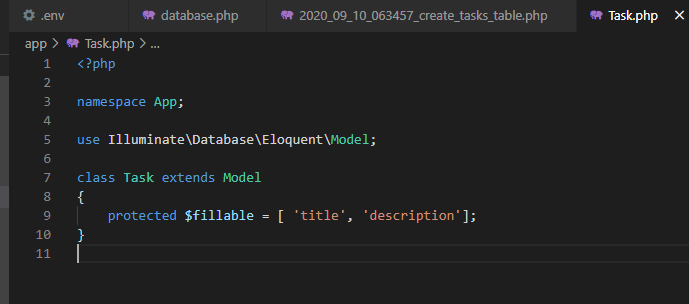 .env database.php 2020_09_10_063457_create_tasks_table.php Task.php ×
app > Task.php > ...
1 <?php
2
3 namespace App;
4
5 use Illuminate\Database\Eloquent\Model;
6
7 class Task extends Model
8 {
9     protected $fillable = [ 'title', 'description'];
10 }
11